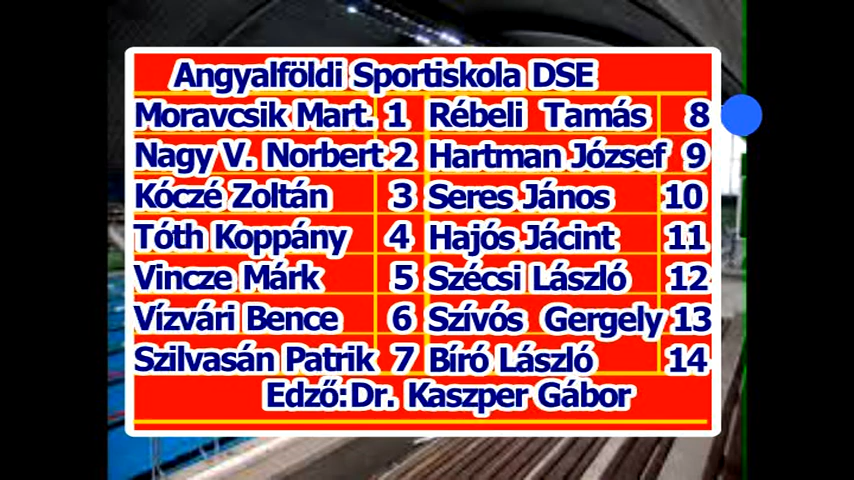 Angyalföldi Sportiskola DSE
Moravcsik Mart. 1 Rébeli Tamás 8
Nagy V. Norbert 2 Hartman József 9
Kóczé Zoltán 3 Seres János 10
Tóth Koppány 4 Hajós Jácint 11
Vincze Márk 5 Szécsi László 12
Vízvári Bence 6 Szívós Gergely 13
Szilvasán Patrik 7 Bíró László 14
Edző:Dr. Kaszper Gábor